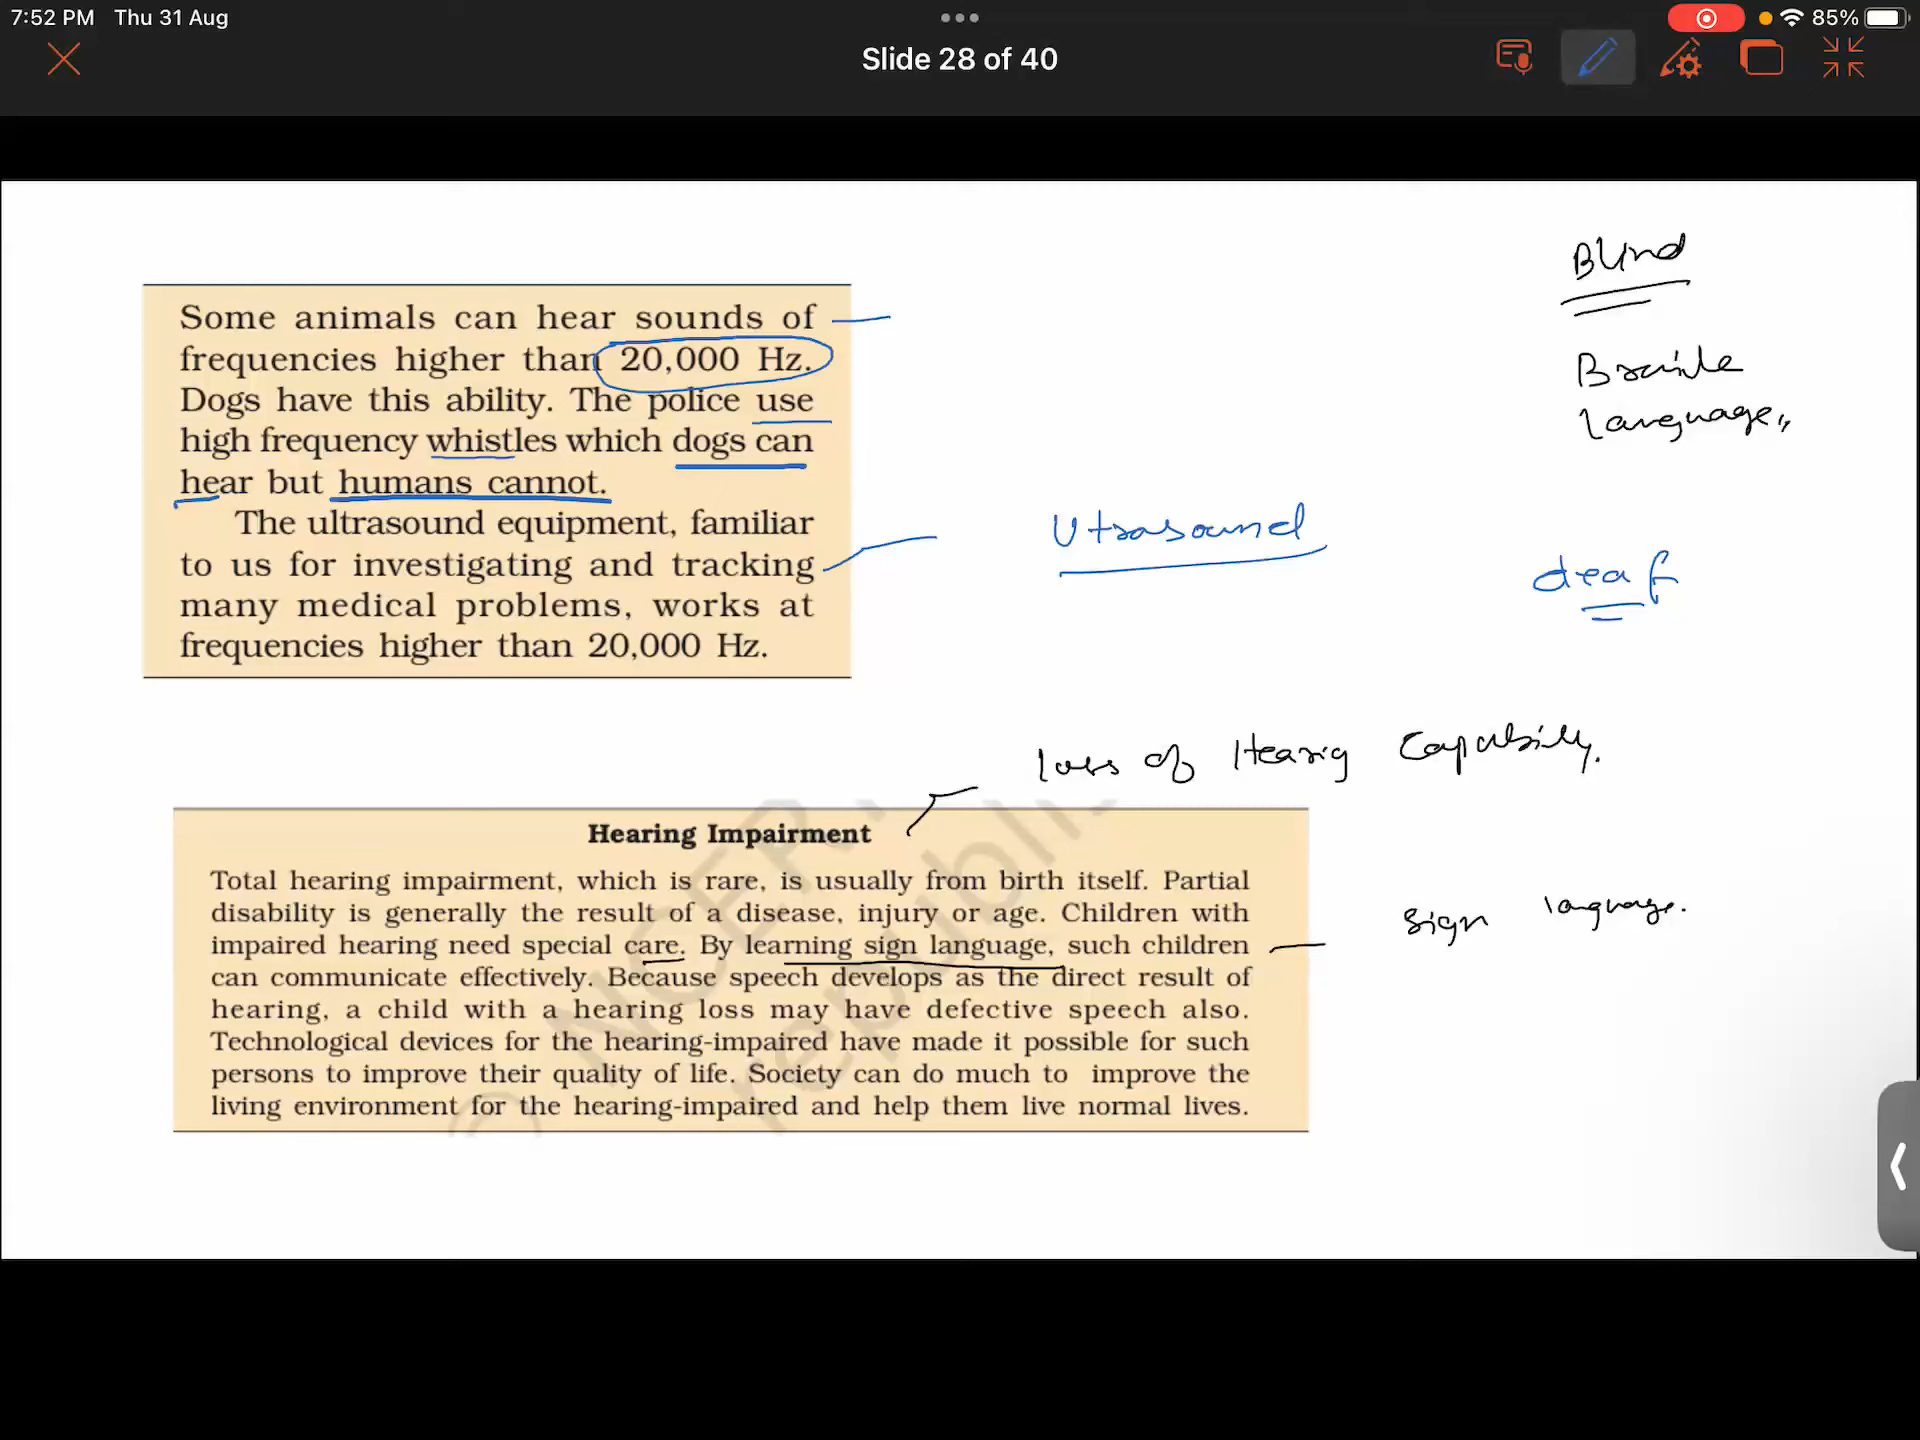 7:52 PM Thu 31 Aug
85%
Slide 28 of 40
Blind
Some animals can hear sounds of
frequencies higher than 20,000 Hz.
Dogs have this ability. The police use
high frequency whistles which dogs can
hear but humans cannot.
The ultrasound equipment, familiar
to us for investigating and tracking
many medical problems, works at
frequencies higher than 20,000 Hz.
Braille
language,,
Utrasound
deaf
loss of Hearig Capability.
Hearing Impairment
Total hearing impairment, which is rare, is usually from birth itself. Partial
disability is generally the result of a disease, injury or age. Children with
impaired hearing need special care. By learning sign language, such children
can communicate effectively. Because speech develops as the direct result of
hearing, a child with a hearing loss may have defective speech also.
Technological devices for the hearing-impaired have made it possible for such
persons to improve their quality of life. Society can do much to improve the
living environment for the hearing-impaired and help them live normal lives.
sign language.